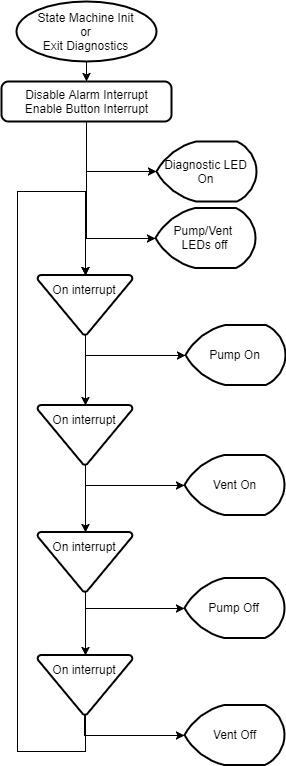 State Machine Init
or
Exit Diagnostics
Disable Alarm Interrupt
Enable Button Interrupt
Diagnostic LED
On
Pump/Vent
LEDs off
On interrupt
Pump On
On interrupt
Vent On
On interrupt
Pump Off
On interrupt
Vent Off